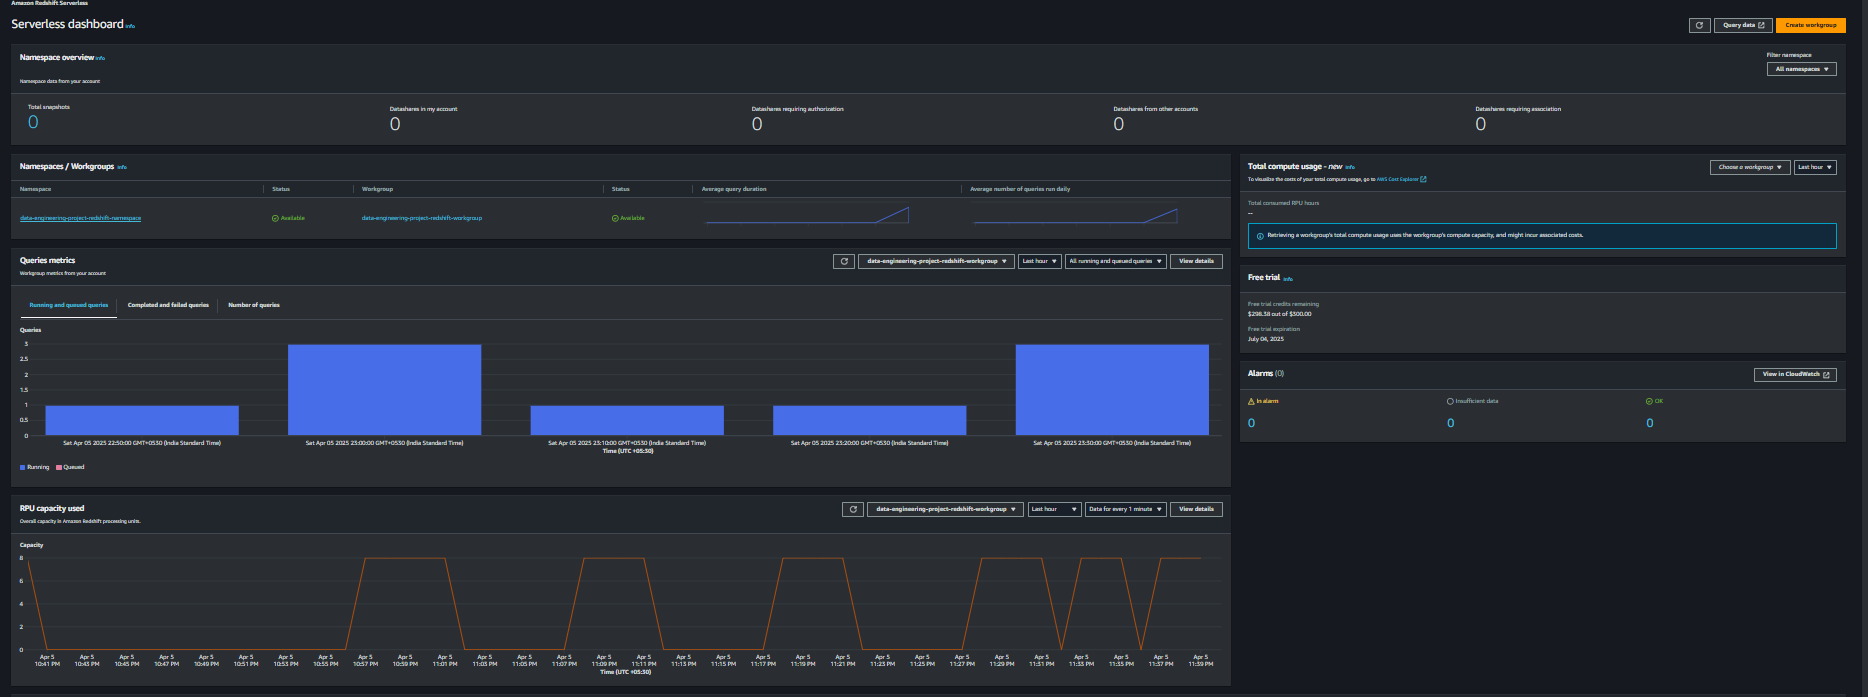 Amazon Redshift Serverless
Serverless dashboard Info
Query data
Create workgroup
Namespace overview Info
Namespace data from your account
Filter namespace
All namespaces
Total snapshots
0
Datashares in my account
0
Datashares requiring authorization
0
Datashares from other accounts
0
Datashares requiring association
0
Namespaces / Workgroups Info
Namespace Status Workgroup Status Average query duration Average number of queries ran daily
data-engineering-project-redshift-namespace Available data-engineering-project-redshift-workgroup Available
Total compute usage - new Info
Choose a workgroup Last hour
To visualize the costs of your total compute usage, go to AWS Cost Explorer
Total consumed RPU hours
--
Retrieving a workgroup's total compute usage uses the workgroup's compute capacity, and might incur associated costs.
Queries metrics
Workgroup metrics from your account
data-engineering-project-redshift-workgroup Last hour All running and queued queries View details
Running and queued queries Completed and failed queries Number of queries
Queries
3
2.5
2
1.5
1
0.5
0
Sat Apr 05 2025 22:50:00 GMT+0530 (India Standard Time)
Sat Apr 05 2025 23:00:00 GMT+0530 (India Standard Time)
Sat Apr 05 2025 23:10:00 GMT+0530 (India Standard Time)
Sat Apr 05 2025 23:20:00 GMT+0530 (India Standard Time)
Sat Apr 05 2025 23:30:00 GMT+0530 (India Standard Time)
Time (UTC +05:30)
Running Queued
Free trial Info
Free trial credits remaining
$298.38 out of $300.00
Free trial expiration
July 04, 2025
Alarms (0)
View in CloudWatch
In alarm
0
Insufficient data
0
OK
0
RPU capacity used
Overall capacity in Amazon Redshift processing units.
data-engineering-project-redshift-workgroup Last hour Data for every 1 minute View details
Capacity
8
6
4
2
0
Apr 5 10:41 PM
Apr 5 10:43 PM
Apr 5 10:45 PM
Apr 5 10:47 PM
Apr 5 10:49 PM
Apr 5 10:51 PM
Apr 5 10:53 PM
Apr 5 10:55 PM
Apr 5 10:57 PM
Apr 5 10:59 PM
Apr 5 11:01 PM
Apr 5 11:03 PM
Apr 5 11:05 PM
Apr 5 11:07 PM
Apr 5 11:09 PM
Apr 5 11:11 PM
Apr 5 11:13 PM
Apr 5 11:15 PM
Apr 5 11:17 PM
Apr 5 11:19 PM
Apr 5 11:21 PM
Apr 5 11:23 PM
Apr 5 11:25 PM
Apr 5 11:27 PM
Apr 5 11:29 PM
Apr 5 11:31 PM
Apr 5 11:33 PM
Apr 5 11:35 PM
Apr 5 11:37 PM
Apr 5 11:39 PM
Time (UTC +05:30)